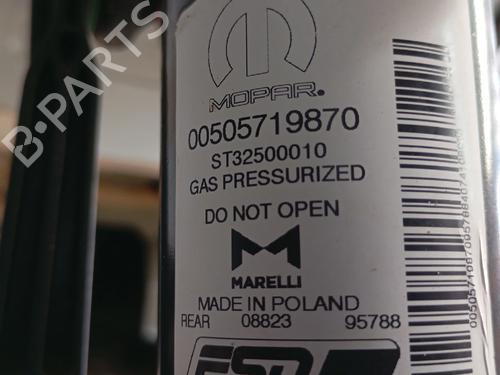 MOPAR®
00505719870
ST32500010
GAS PRESSURIZED
DO NOT OPEN
MARELLI
MADE IN POLAND
REAR 08823 95788
B-PARTS